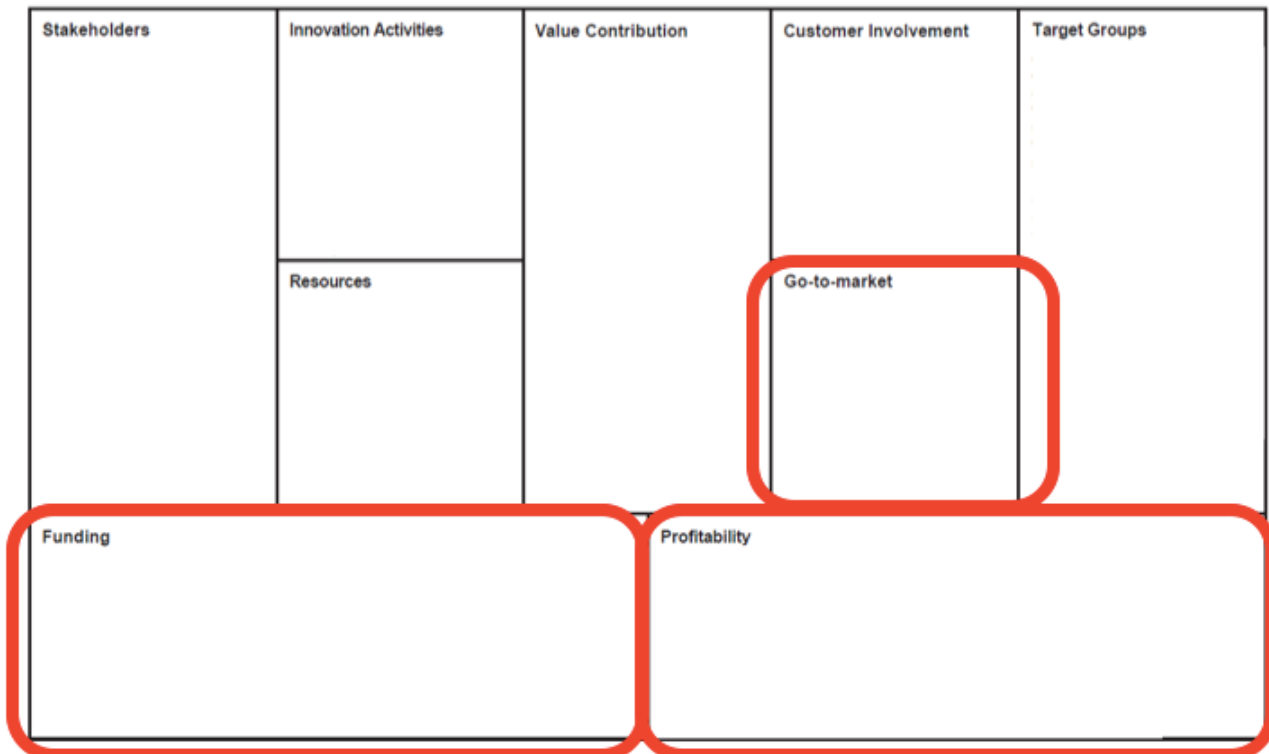 Stakeholders
Innovation Activities
Value Contribution
Customer Involvement
Target Groups
Resources
Go-to-market
Funding
Profitability